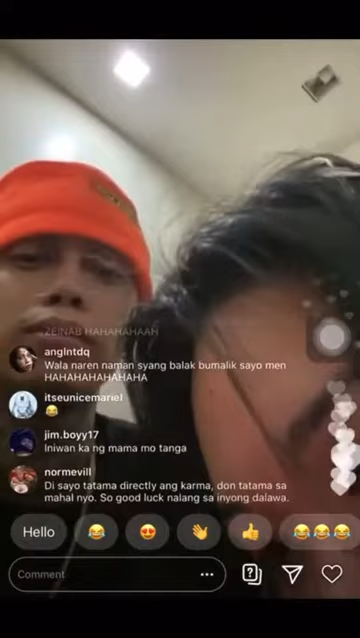 ZEINAB HAHAHAHAAH
anglntdq
Wala naren naman syang balak bumalik sayo men
HAHAHAHAHAHAHA
itseunicemariel
😂
jim.boyy17
Iniwan ka ng mama mo tanga
normevill
Di sayo tatama directly ang karma, don tatama sa
mahal nyo. So good luck nalang sa inyong dalawa.
Hello 😂 😍 👋 👍 😂😂😂
Comment